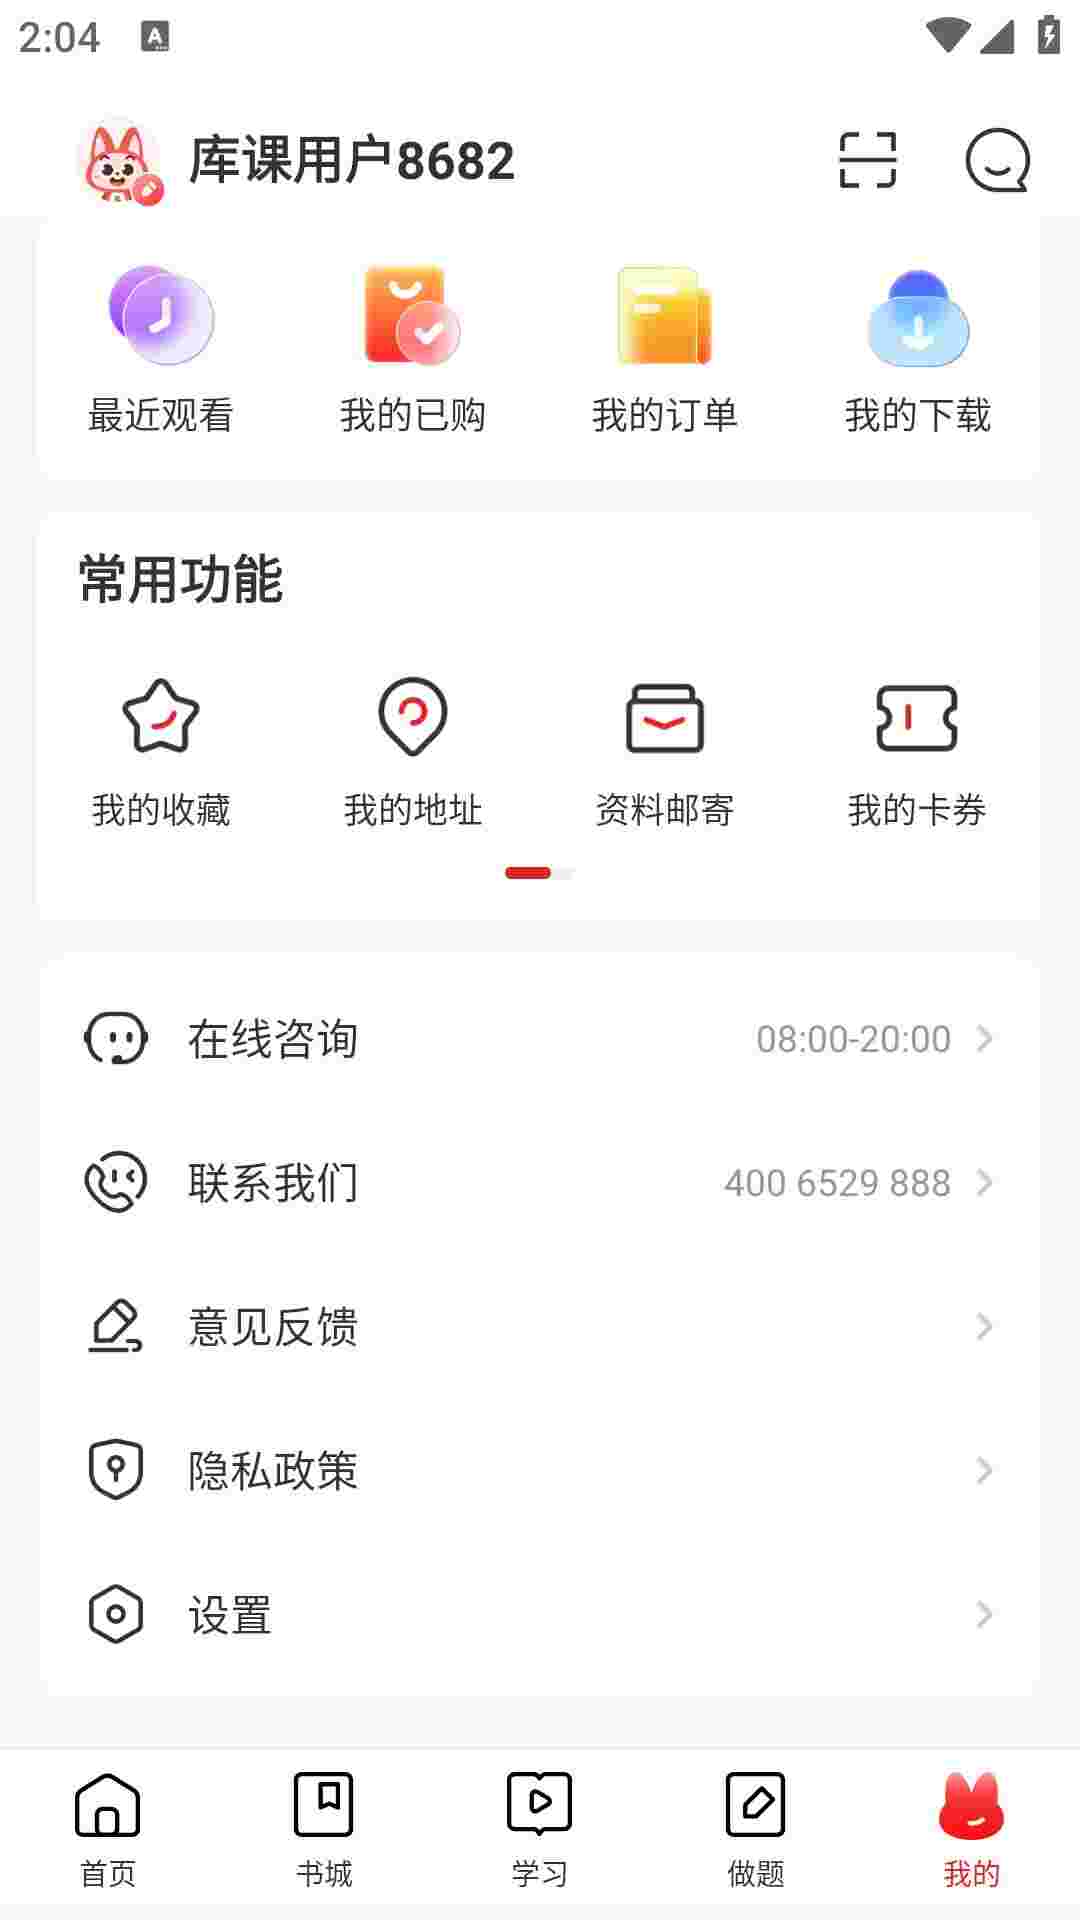 2:04
库课用户8682
最近观看 我的已购 我的订单 我的下载
常用功能
我的收藏 我的地址 资料邮寄 我的卡券
在线咨询 08:00-20:00
联系我们 400 6529 888
意见反馈
隐私政策
设置
首页 书城 学习 做题 我的